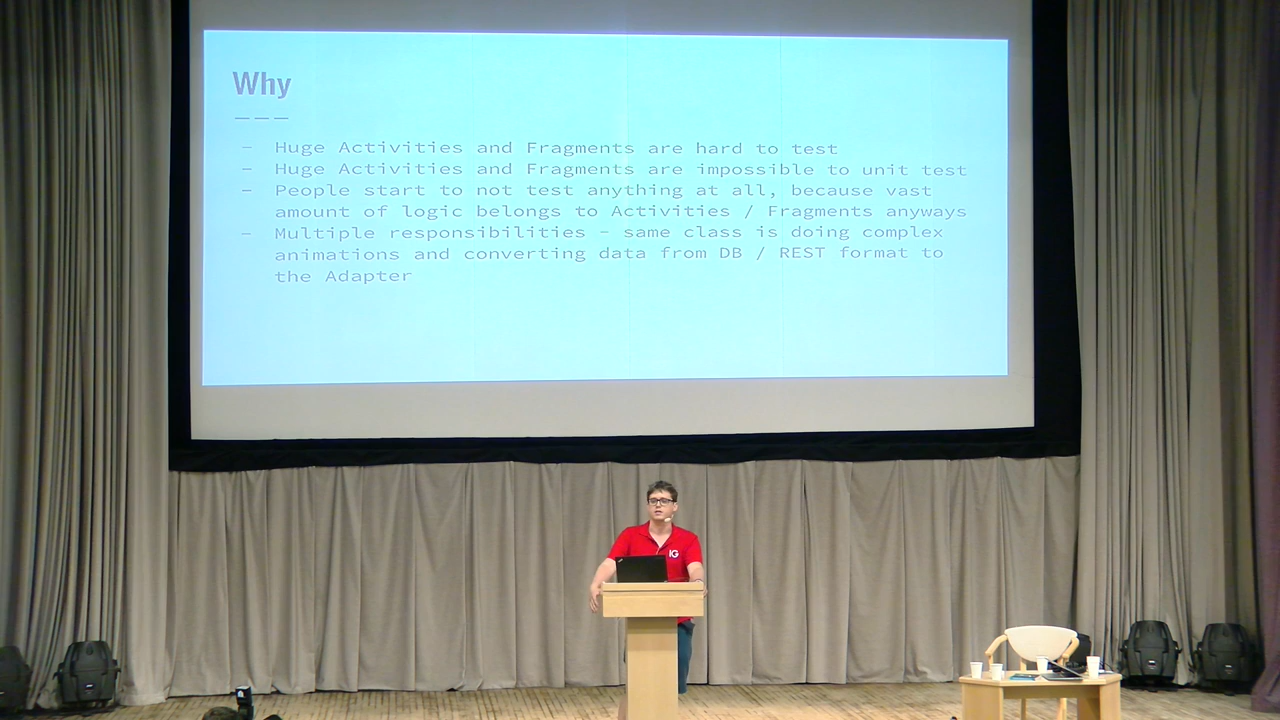 Why
———
– Huge Activities and Fragments are hard to test
– Huge Activities and Fragments are impossible to unit test
– People start to not test anything at all, because vast
amount of logic belongs to Activities / Fragments anyways
– Multiple responsibilities – same class is doing complex
animations and converting data from DB / REST format to
the Adapter
IG